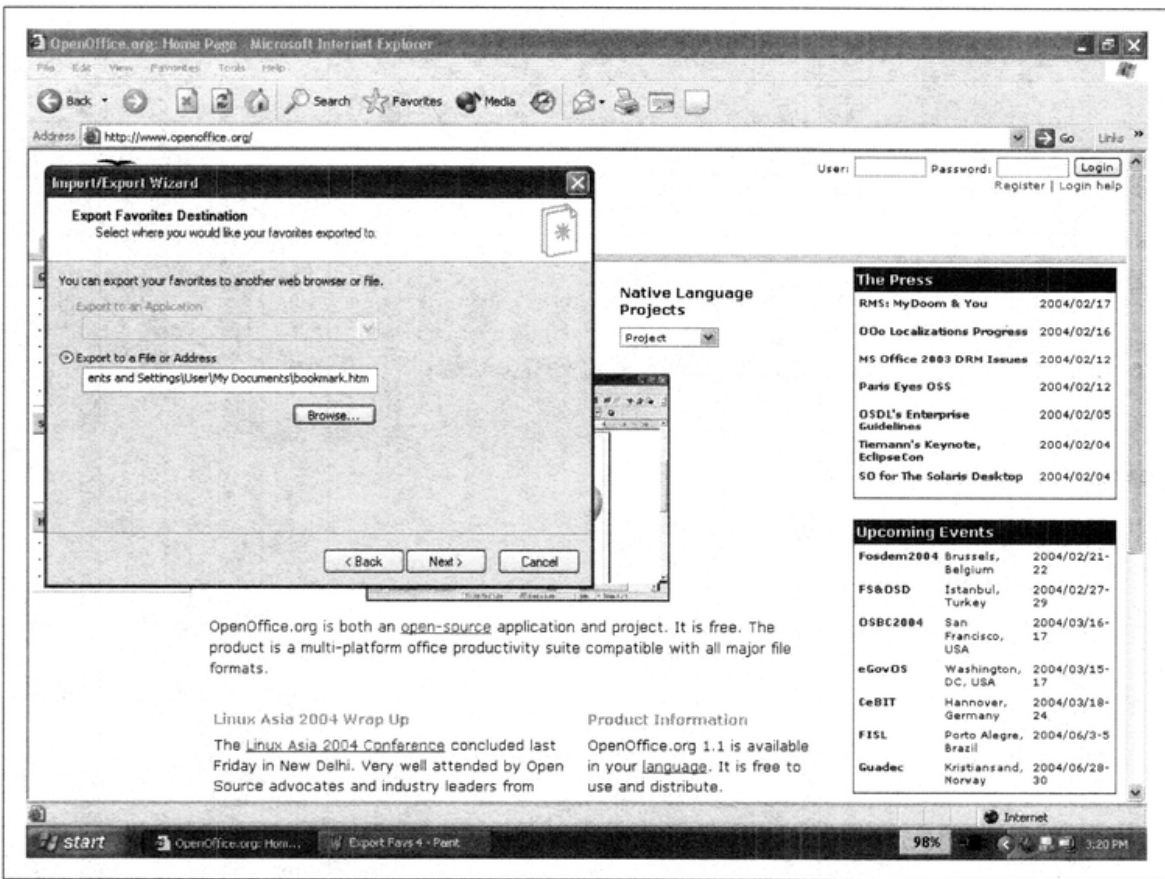 OpenOffice.org: Home Page - Microsoft Internet Explorer
File Edit View Favorites Tools Help
Back Search Favorites Media
Address http://www.openoffice.org/ Go Links »
User: Password: Login
Register | Login help
Import/Export Wizard
Export Favorites Destination
Select where you would like your favorites exported to.
You can export your favorites to another web browser or file.
Export to an Application
Export to a File or Address
ents and Settings\User\My Documents\bookmark.htm
Browse...
< Back Next > Cancel
Native Language
Projects
Project
The Press
RMS: MyDoom & You 2004/02/17
OOo Localizations Progress 2004/02/16
MS Office 2003 DRM Issues 2004/02/12
Paris Eyes OSS 2004/02/12
OSDL's Enterprise 2004/02/05
Guidelines
Tiemann's Keynote, 2004/02/04
EclipseCon
SO for The Solaris Desktop 2004/02/04
Upcoming Events
Fosdem2004 Brussels, 2004/02/21-
Belgium 22
FS&OSD Istanbul, 2004/02/27-
Turkey 29
OSBC2004 San 2004/03/16-
Francisco, 17
USA
eGovOS Washington, 2004/03/15-
DC, USA 17
CeBIT Hannover, 2004/03/18-
Germany 24
FISL Porto Alegre, 2004/06/3-5
Brazil
Guadec Kristiansand, 2004/06/28-
Norway 30
OpenOffice.org is both an open-source application and project. It is free. The
product is a multi-platform office productivity suite compatible with all major file
formats.
Linux Asia 2004 Wrap Up
The Linux Asia 2004 Conference concluded last
Friday in New Delhi. Very well attended by Open
Source advocates and industry leaders from
Product Information
OpenOffice.org 1.1 is available
in your language. It is free to
use and distribute.
Internet
start OpenOffice.org: Hom... Export Favs 4 - Paint 98% 3:20 PM